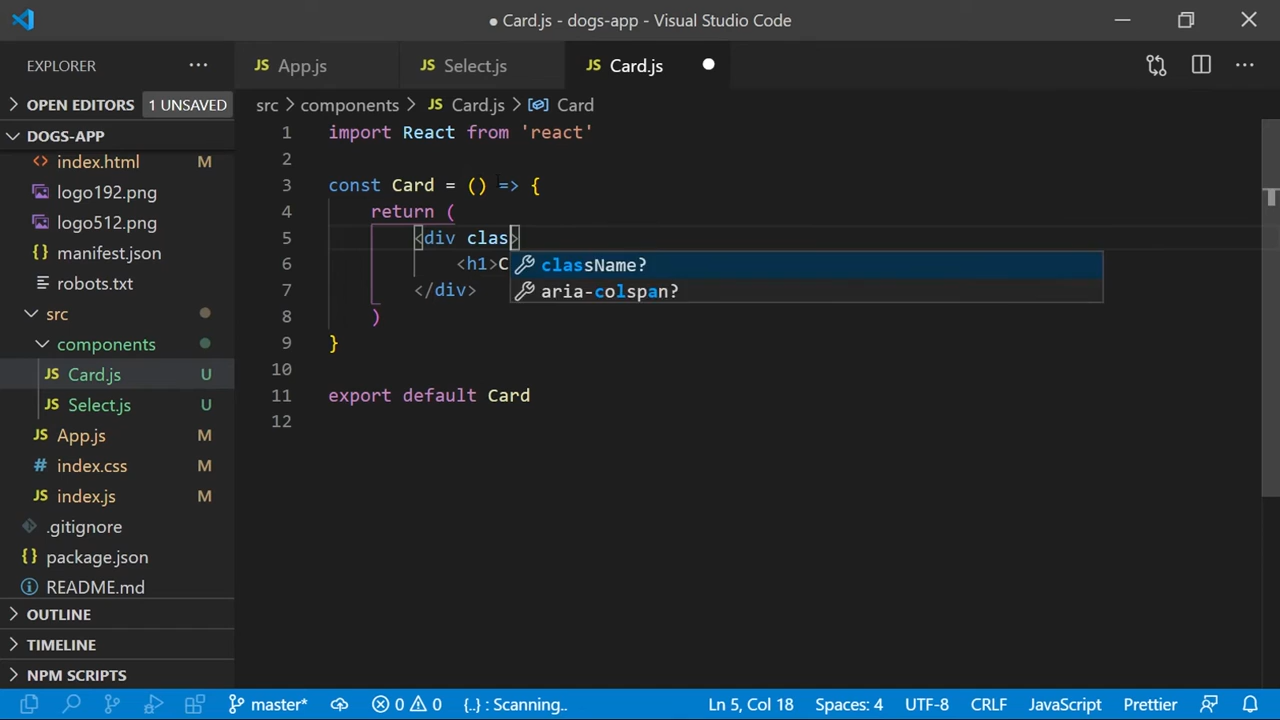 ● Card.js - dogs-app - Visual Studio Code
EXPLORER
JS App.js
JS Select.js
JS Card.js
OPEN EDITORS 1 UNSAVED
src > components > JS Card.js > Card
DOGS-APP
index.html M
logo192.png
logo512.png
manifest.json
robots.txt
src
components
JS Card.js U
JS Select.js U
JS App.js M
# index.css M
JS index.js M
.gitignore
{} package.json
README.md
OUTLINE
TIMELINE
NPM SCRIPTS
1 import React from 'react'
2
3 const Card = () => {
4 return (
5 <div clas>
6 <h1>C
className?
aria-colspan?
7 </div>
8 )
9 }
10
11 export default Card
12
master* 0 0 {..} : Scanning.. Ln 5, Col 18 Spaces: 4 UTF-8 CRLF JavaScript Prettier